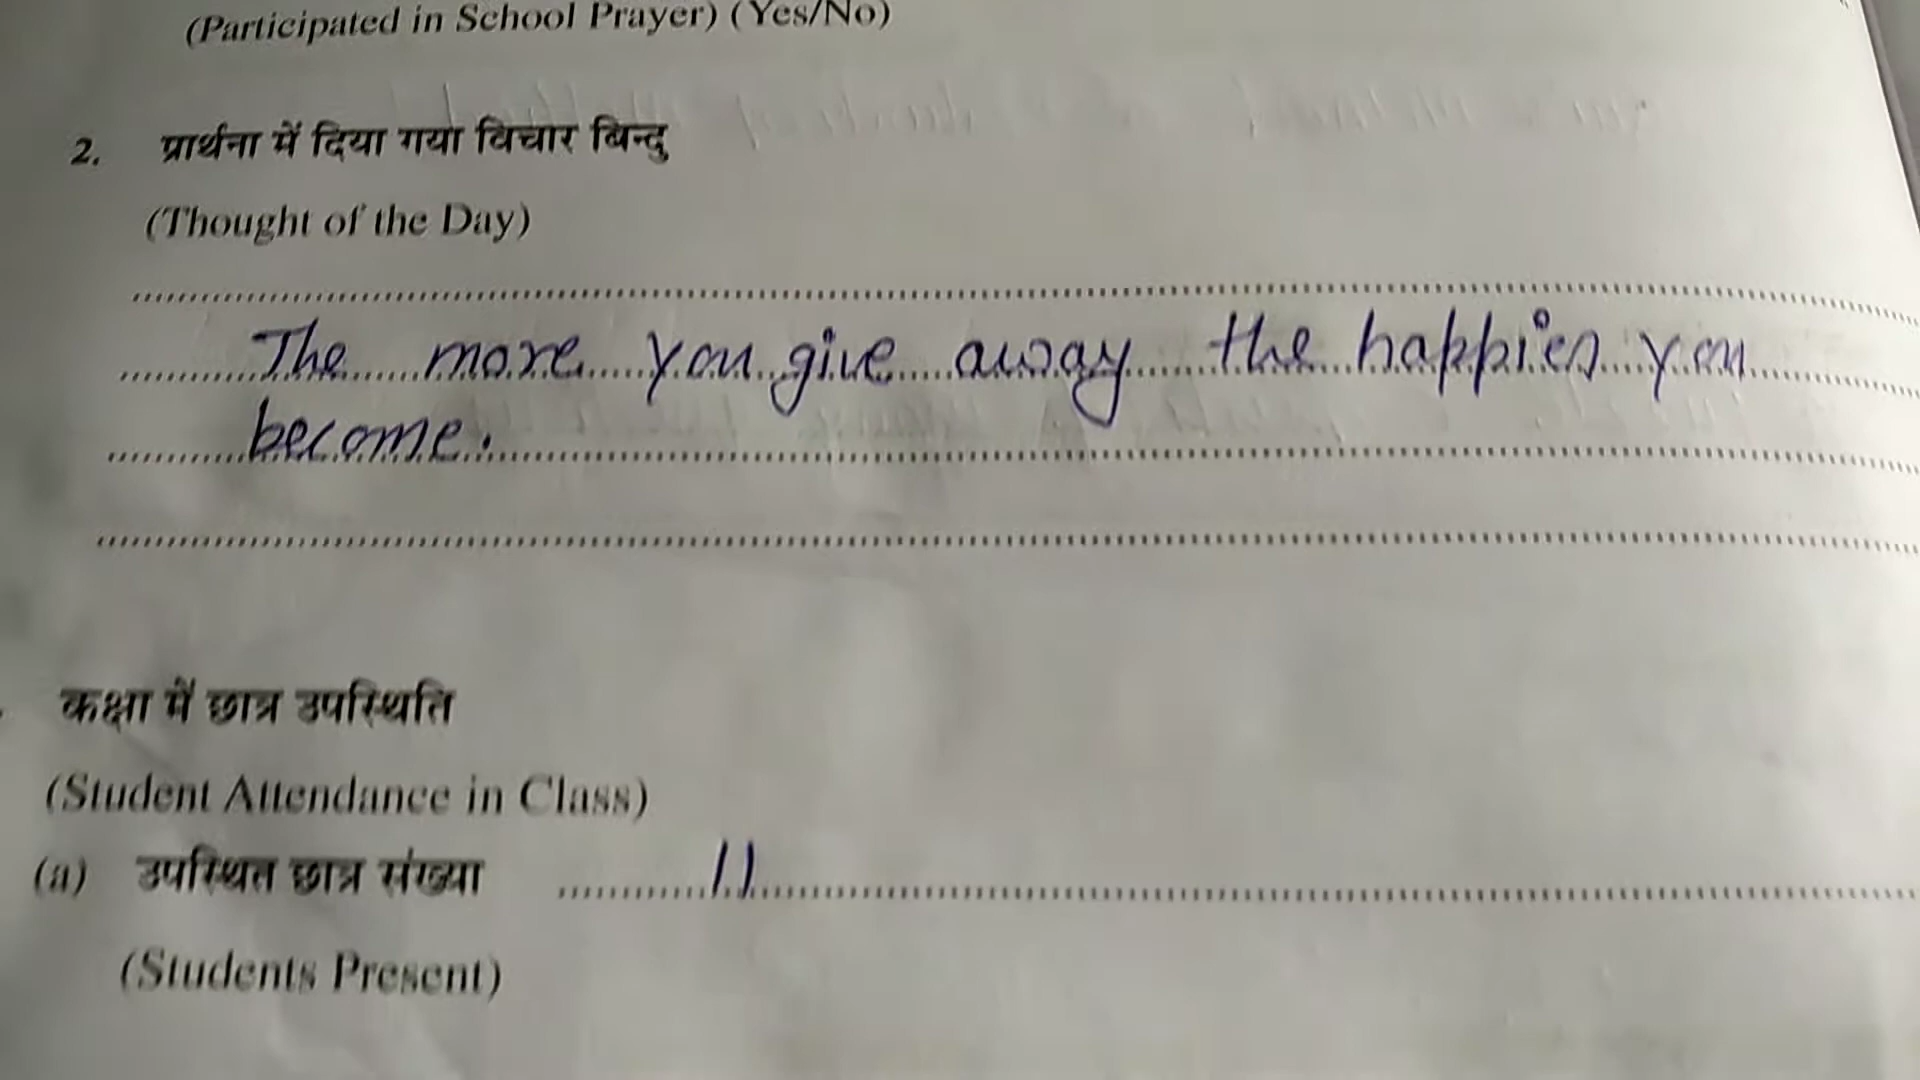 (Participated in School Prayer) (Yes/No)
2. प्रार्थना में दिया गया विचार बिन्दु
(Thought of the Day)
The more you give away the happier you
become.
कक्षा में छात्र उपस्थिति
(Student Attendance in Class)
(a) उपस्थित छात्र संख्या 11
(Students Present)